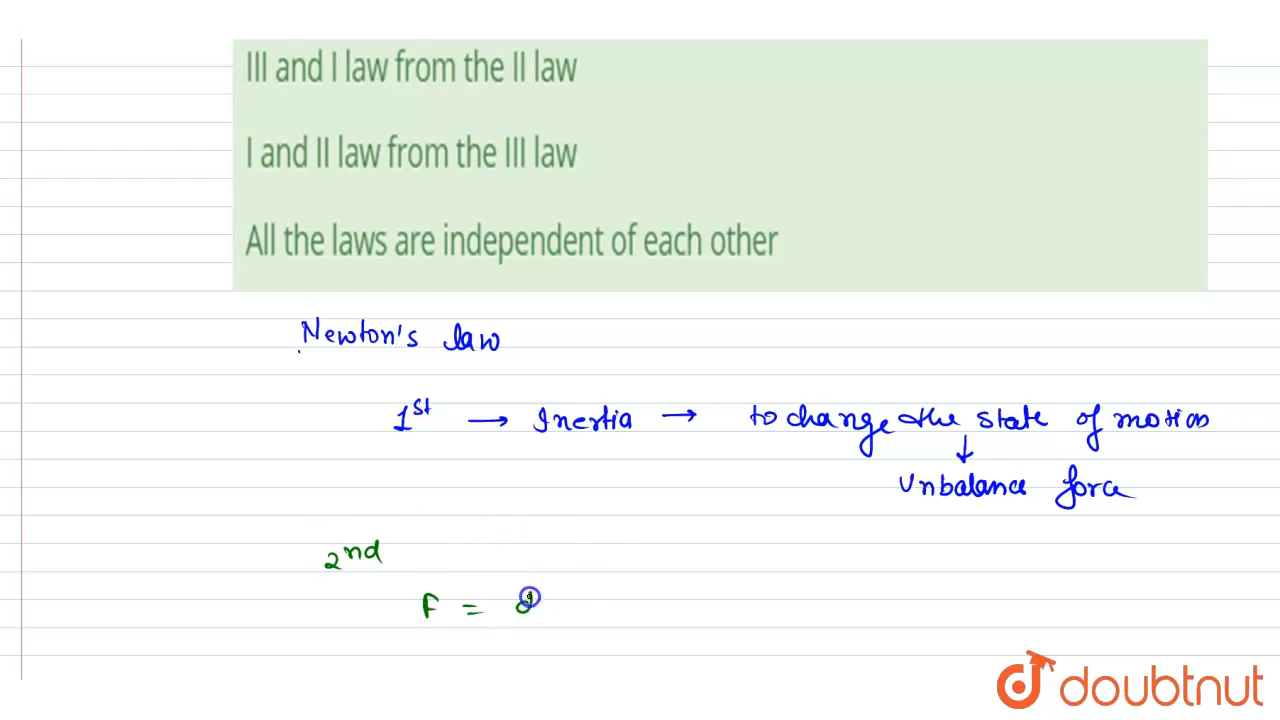 III and I law from the II law
I and II law from the III law
All the laws are independent of each other
Newton's law
1st → Inertia → to change the state of motion
↓
Unbalance force
2nd
F = d
doubtnut